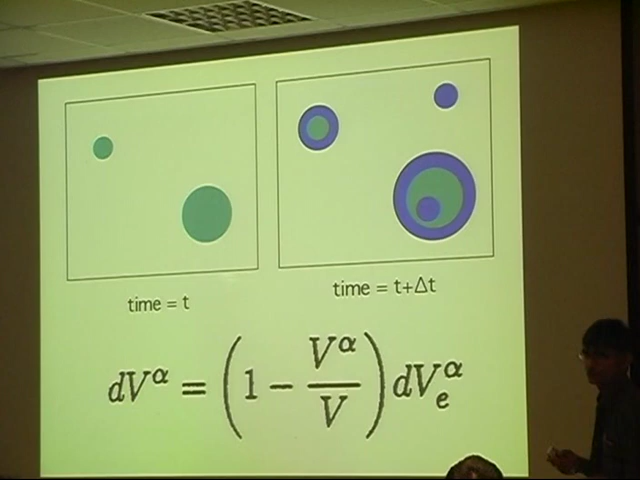 time = t
time = t+Δt
dV^α = (1 − V^α/V) dV_e^α